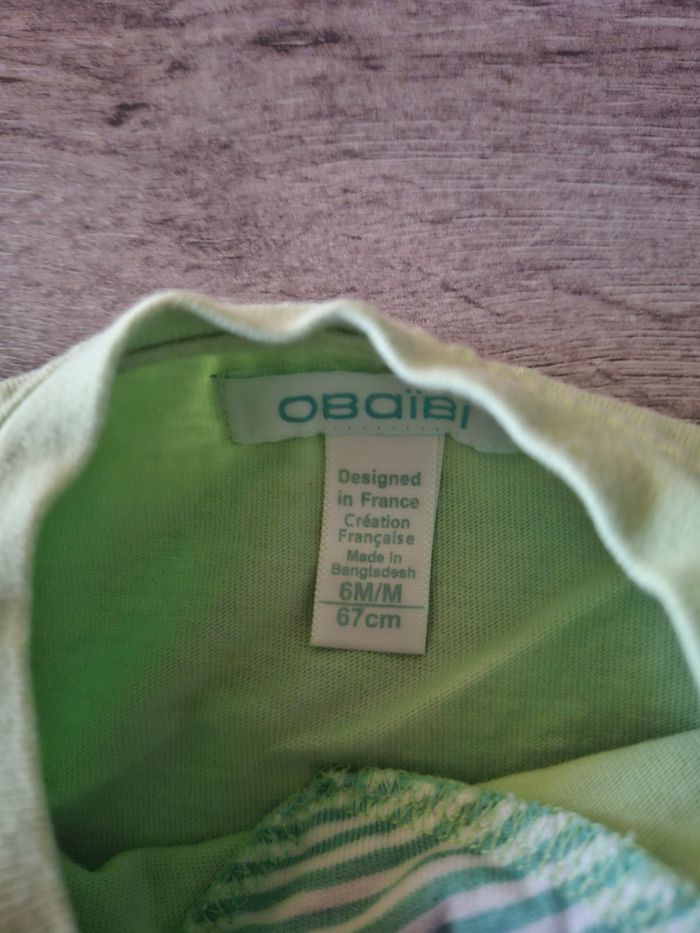 OBaïBI
Designed
in France
Création
Française
Made in
Bangladesh
6M/M
67cm